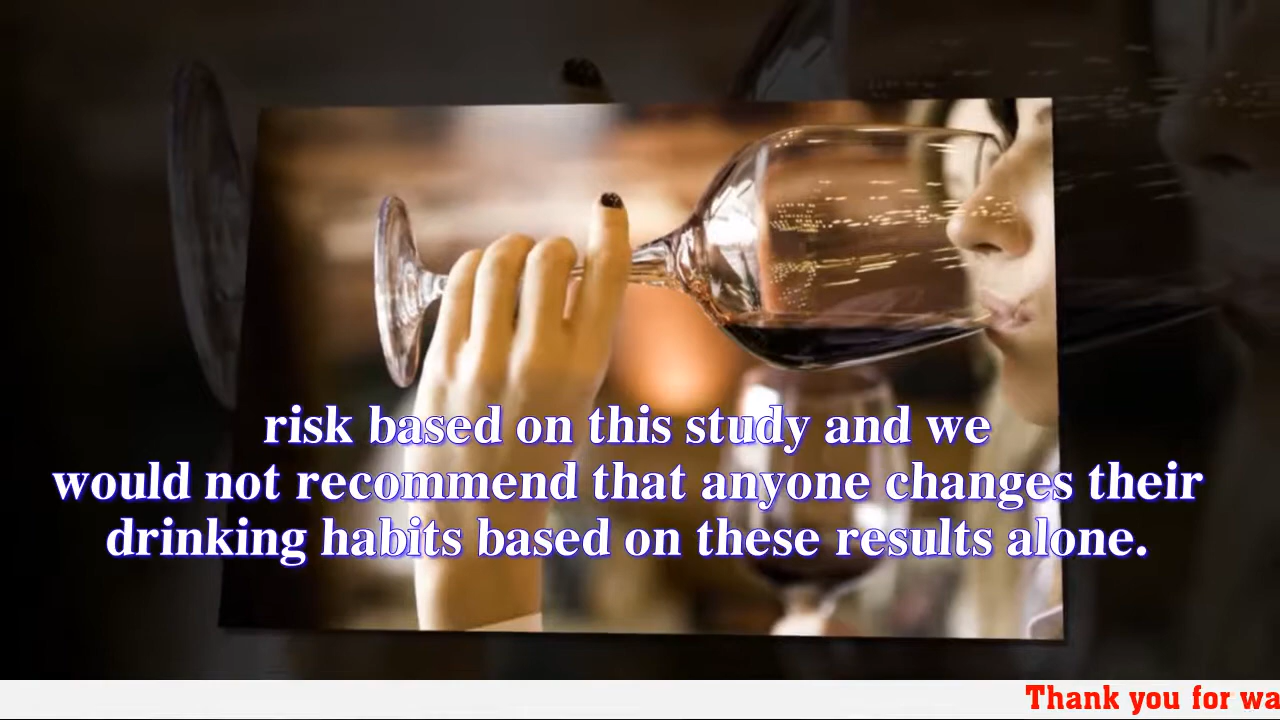 risk based on this study and we
would not recommend that anyone changes their
drinking habits based on these results alone.
Thank you for wa